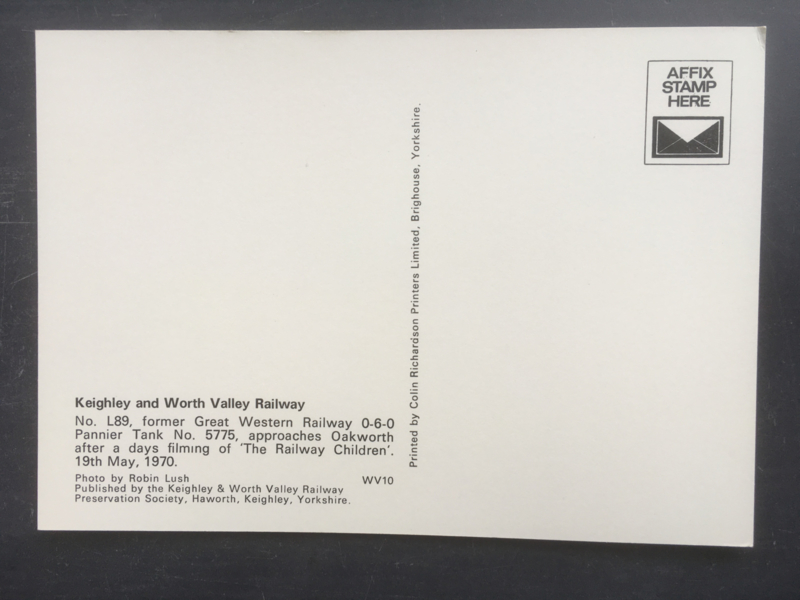 Keighley and Worth Valley Railway
No. L89, former Great Western Railway 0-6-0
Pannier Tank No. 5775, approaches Oakworth
after a days filming of 'The Railway Children'.
19th May, 1970.
Photo by Robin Lush WV10
Published by the Keighley & Worth Valley Railway
Preservation Society, Haworth, Keighley, Yorkshire.
Printed by Colin Richardson Printers Limited, Brighouse, Yorkshire.
AFFIX
STAMP
HERE